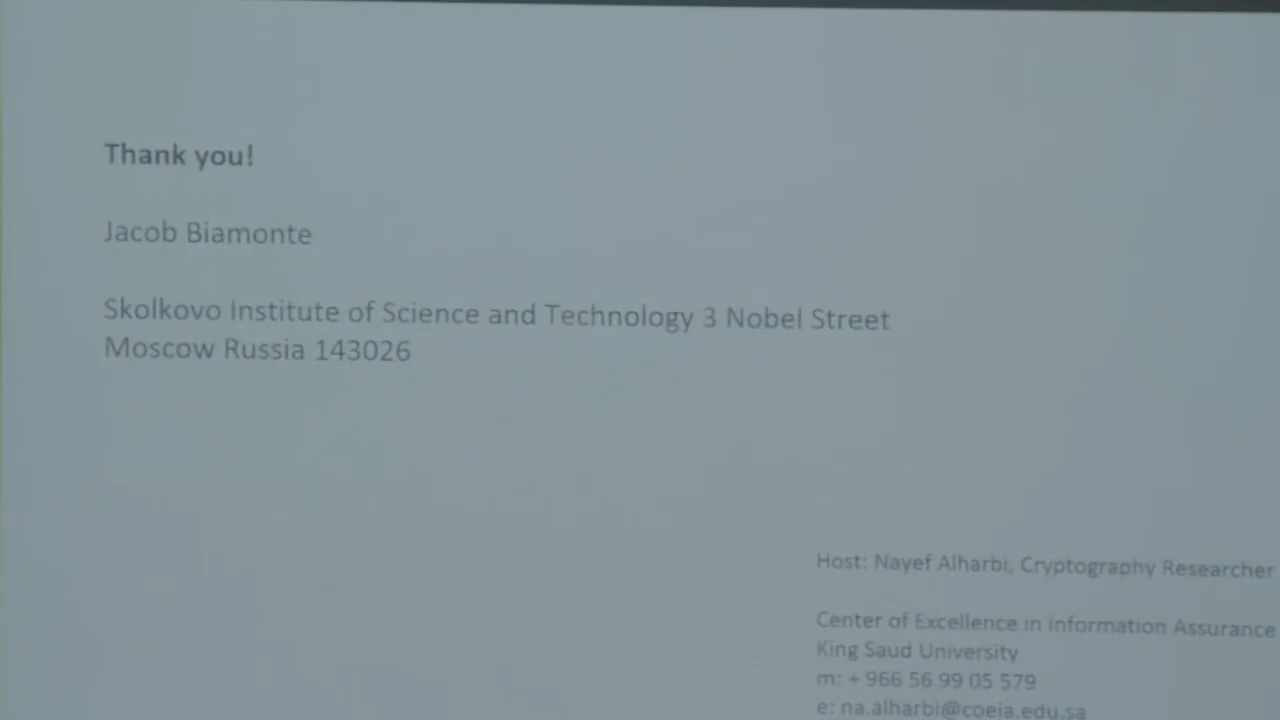 Thank you!
Jacob Biamonte
Skolkovo Institute of Science and Technology 3 Nobel Street
Moscow Russia 143026
Host: Nayef Alharbi, Cryptography Researcher
Center of Excellence in Information Assurance
King Saud University
m: + 966 56 99 05 579
e: na.alharbi@coeia.edu.sa